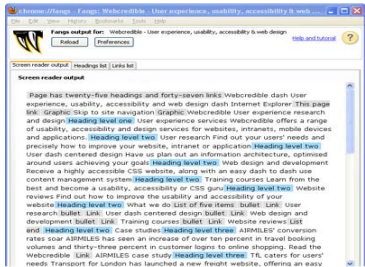 chrome://fangs - Fangs: Webcredible - User experience, usability, accessibility & web ...
File Edit View History Bookmarks Tools Help
Fangs output for: Webcredible - User experience, usability, accessibility & web design
Reload Preferences
Help and tutorial ?
Screen reader output Headings list Links list
Screen reader output
Page has twenty-five headings and forty-seven links Webcredible dash User
experience, usability, accessibility and web design dash Internet Explorer This page
link Graphic Skip to site navigation Graphic Webcredible User experience research
and design Heading level one User experience services Webcredible offers a range
of usability, accessibility and design services for websites, intranets, mobile devices
and applications. Heading level two User research Find out your users' needs and
precisely how to improve your website, intranet or application Heading level two
User dash centered design Have us plan out an information architecture, optimised
around users achieving your goals Heading level two Web design and development
Receive a highly accessible CSS website, along with an easy dash to dash use
content management system Heading level two Training courses Learn from the
best and become a usability, accessibility or CSS guru Heading level two Website
reviews Find out how to improve the usability and accessibility of your
website Heading level two What we do List of five items bullet Link User
research bullet Link User dash centered design bullet Link Web design and
development bullet Link Training courses bullet Link Website reviews List
end Heading level two Case studies Heading level three AIRMILES' conversion
rates soar AIRMILES has seen an increase of over ten percent in travel booking
volumes and thirty-three percent in customer logins to online shopping. Read the
Webcredible Link AIRMILES case study Heading level three TfL caters for users'
needs Transport for London has launched a new freight website, offering an easy